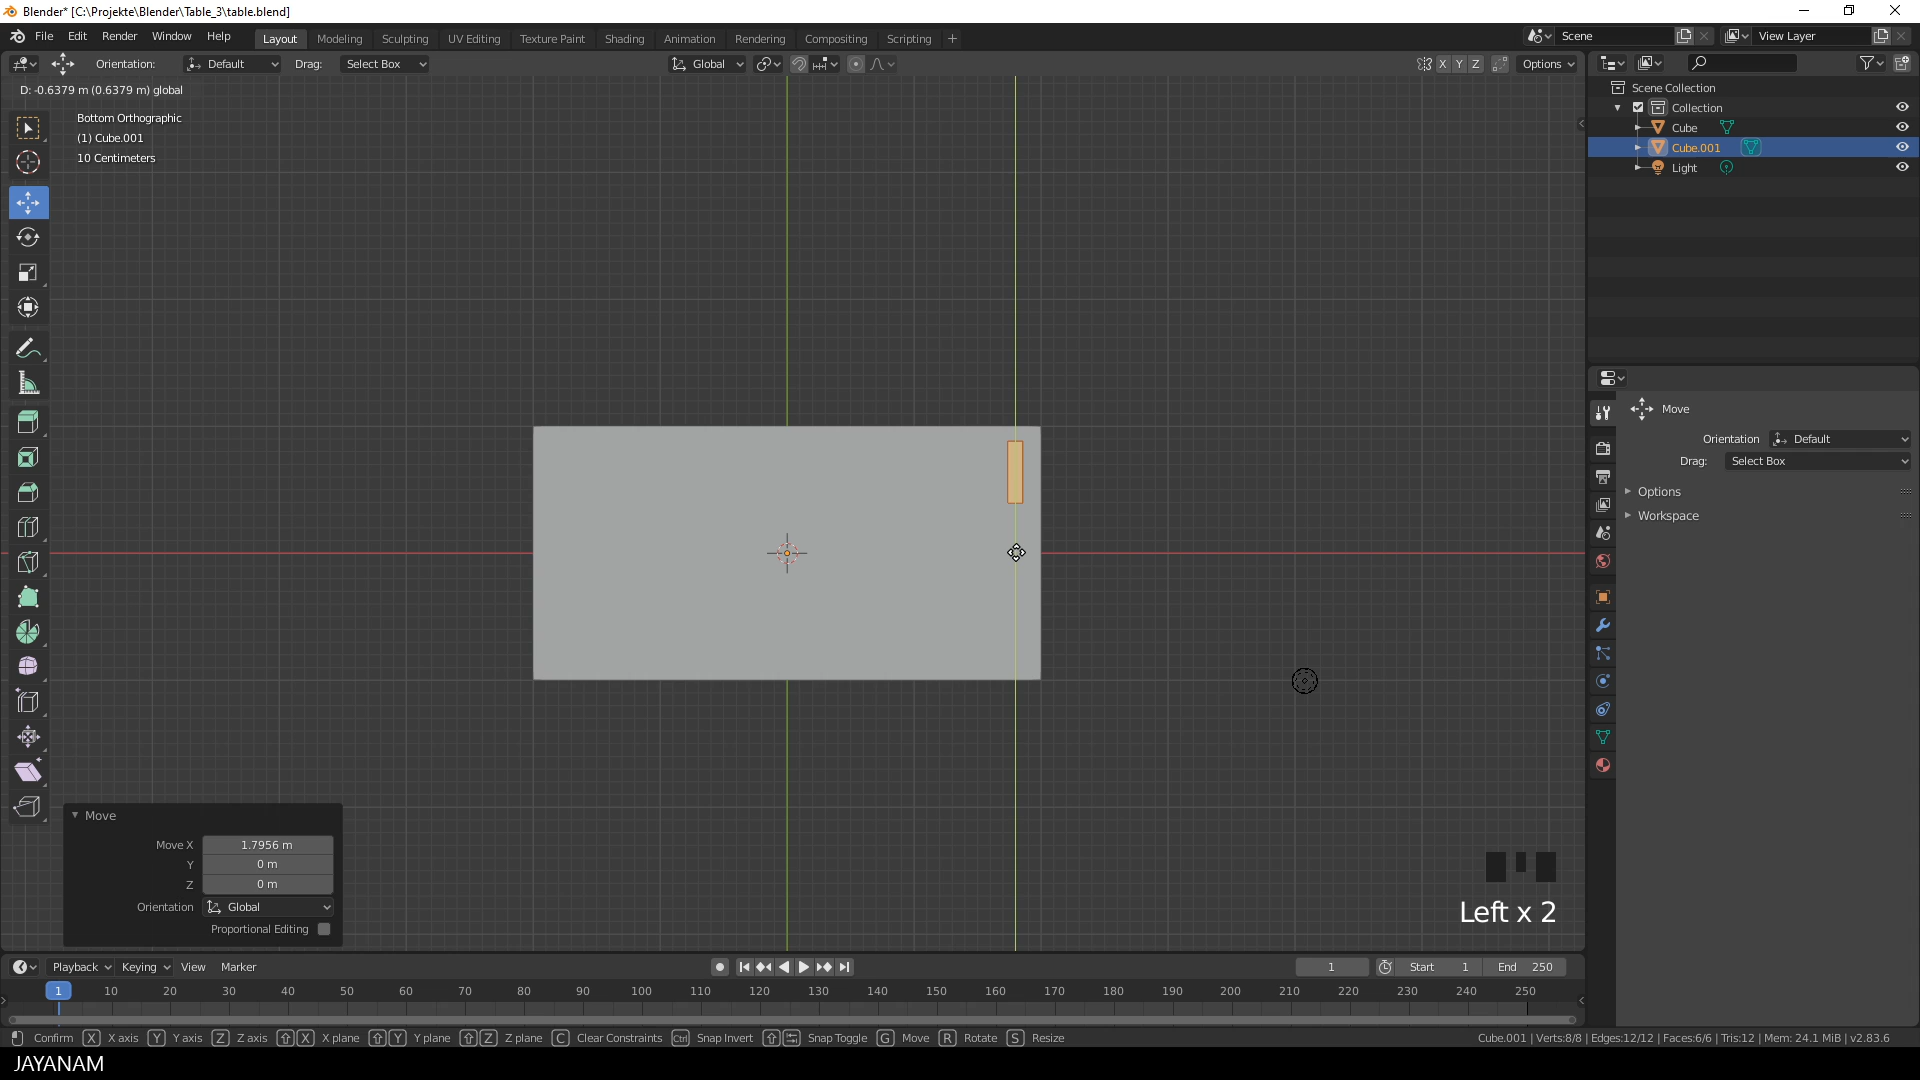 Blender* [C:\Projekte\Blender\Table_3\table.blend]
File Edit Render Window Help Layout Modeling Sculpting UV Editing Texture Paint Shading Animation Rendering Compositing Scripting + Scene View Layer
Orientation: Default Drag: Select Box Global X Y Z Options
D: -0.6379 m (0.6379 m) global
Bottom Orthographic
(1) Cube.001
10 Centimeters
Scene Collection
Collection
Cube
Cube.001
Light
Move
Orientation Default
Drag: Select Box
Options
Workspace
Move
Move X 1.7956 m
Y 0 m
Z 0 m
Orientation Global
Proportional Editing
Left x 2
Playback Keying View Marker 1 Start 1 End 250
1 10 20 30 40 50 60 70 80 90 100 110 120 130 140 150 160 170 180 190 200 210 220 230 240 250
Confirm X X axis Y Y axis Z Z axis X X plane Y Y plane Z Z plane C Clear Constraints Ctrl Snap Invert Snap Toggle G Move R Rotate S Resize Cube.001 | Verts:8/8 | Edges:12/12 | Faces:6/6 | Tris:12 | Mem: 24.1 MiB | v2.83.6
JAYANAM